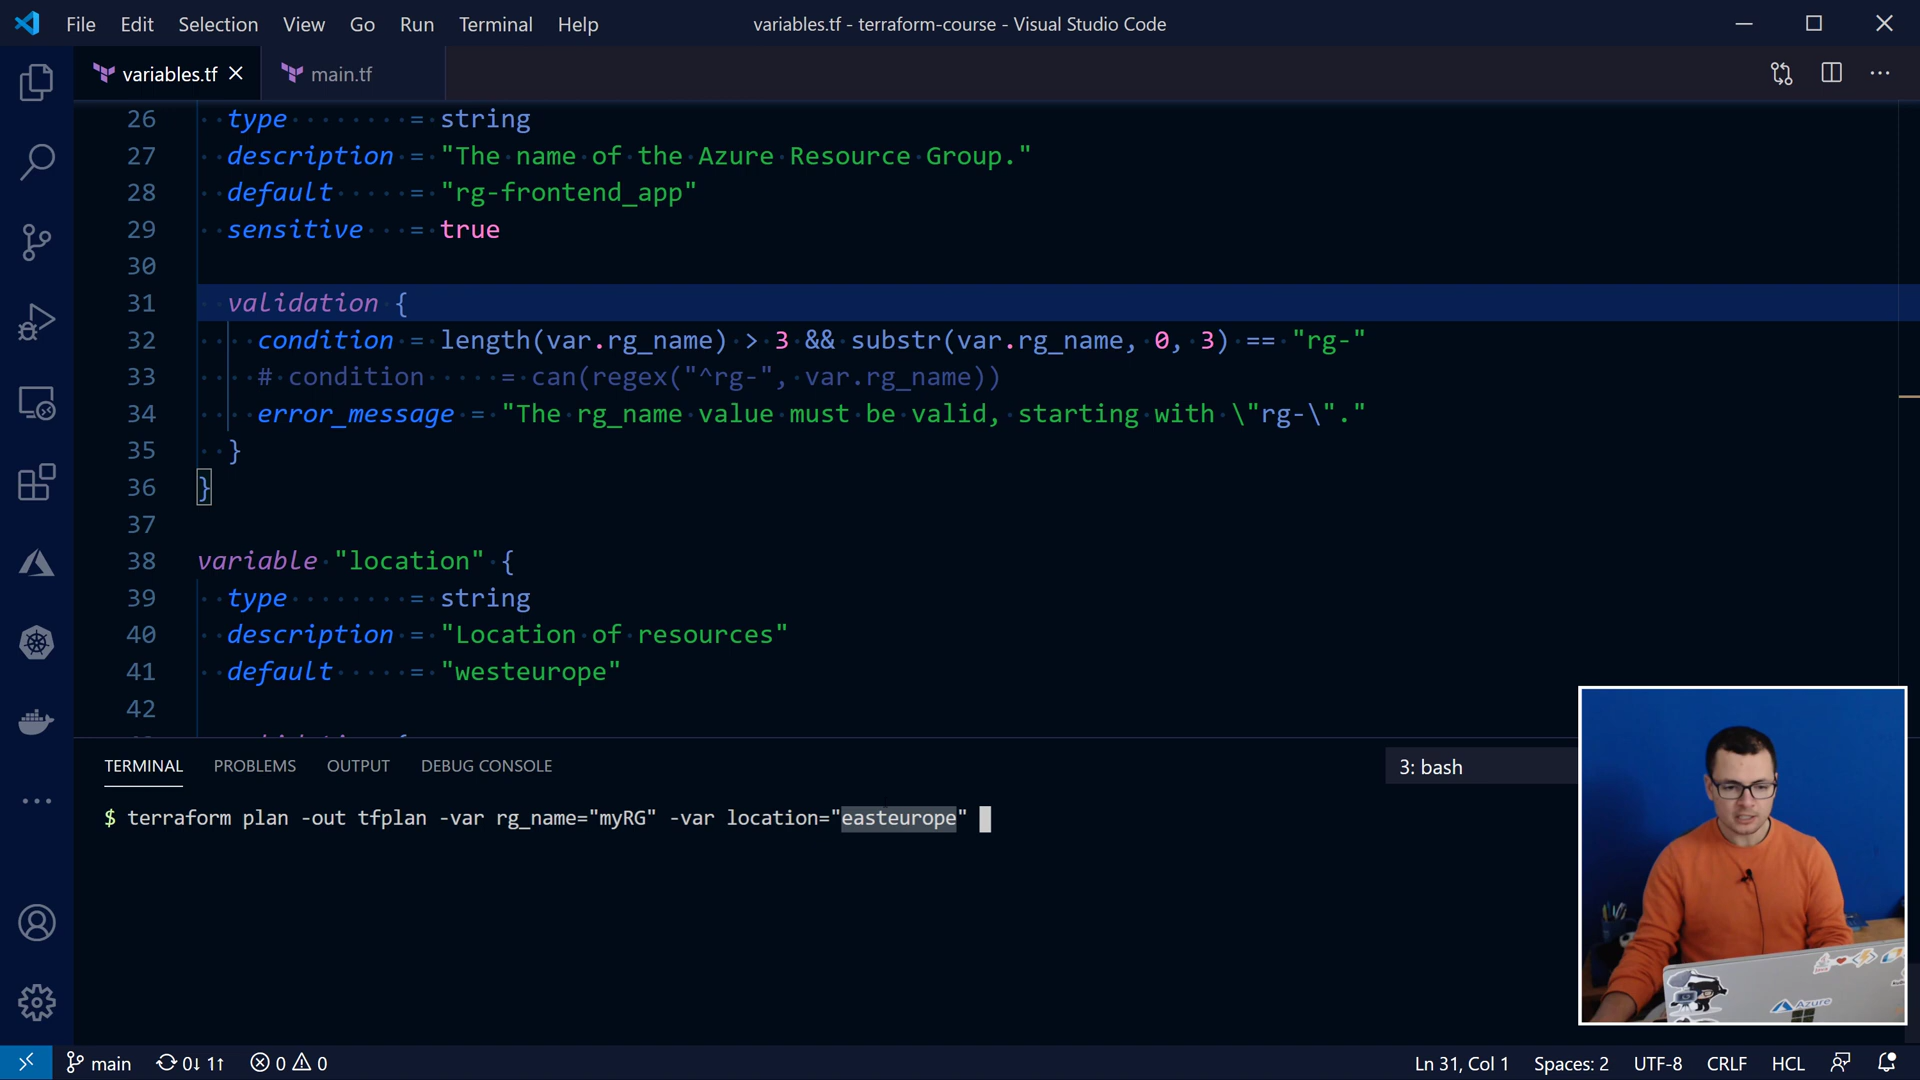 File Edit Selection View Go Run Terminal Help
variables.tf - terraform-course - Visual Studio Code
variables.tf
main.tf
26 type = string
27 description = "The name of the Azure Resource Group."
28 default = "rg-frontend_app"
29 sensitive = true
30
31 validation {
32 condition = length(var.rg_name) > 3 && substr(var.rg_name, 0, 3) == "rg-"
33 # condition = can(regex("^rg-", var.rg_name))
34 error_message = "The rg_name value must be valid, starting with \"rg-\"."
35 }
36 }
37
38 variable "location" {
39 type = string
40 description = "Location of resources"
41 default = "westeurope"
42
TERMINAL PROBLEMS OUTPUT DEBUG CONSOLE
3: bash
$ terraform plan -out tfplan -var rg_name="myRG" -var location="easteurope"
Azure
main 0↓ 1↑ 0 0
Ln 31, Col 1 Spaces: 2 UTF-8 CRLF HCL